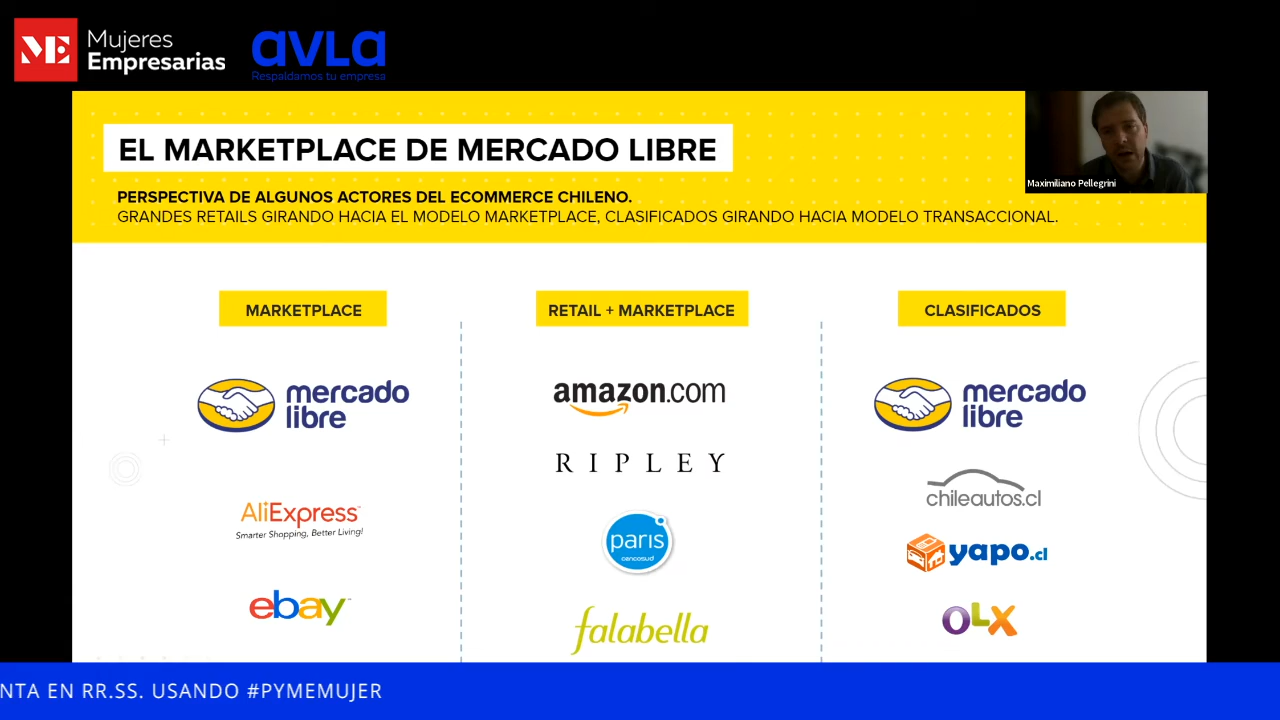 ME Mujeres
Empresarias
avla
Respaldamos tu empresa
EL MARKETPLACE DE MERCADO LIBRE
Maximiliano Pellegrini
PERSPECTIVA DE ALGUNOS ACTORES DEL ECOMMERCE CHILENO.
GRANDES RETAILS GIRANDO HACIA EL MODELO MARKETPLACE, CLASIFICADOS GIRANDO HACIA MODELO TRANSACCIONAL.
MARKETPLACE
mercado
libre
AliExpress™
Smarter Shopping, Better Living!
ebay™
RETAIL + MARKETPLACE
amazon.com
RIPLEY
paris
cencosud
falabella
CLASIFICADOS
mercado
libre
chileautos.cl
yapo.cl
OLX
NTA EN RR.SS. USANDO #PYMEMUJER